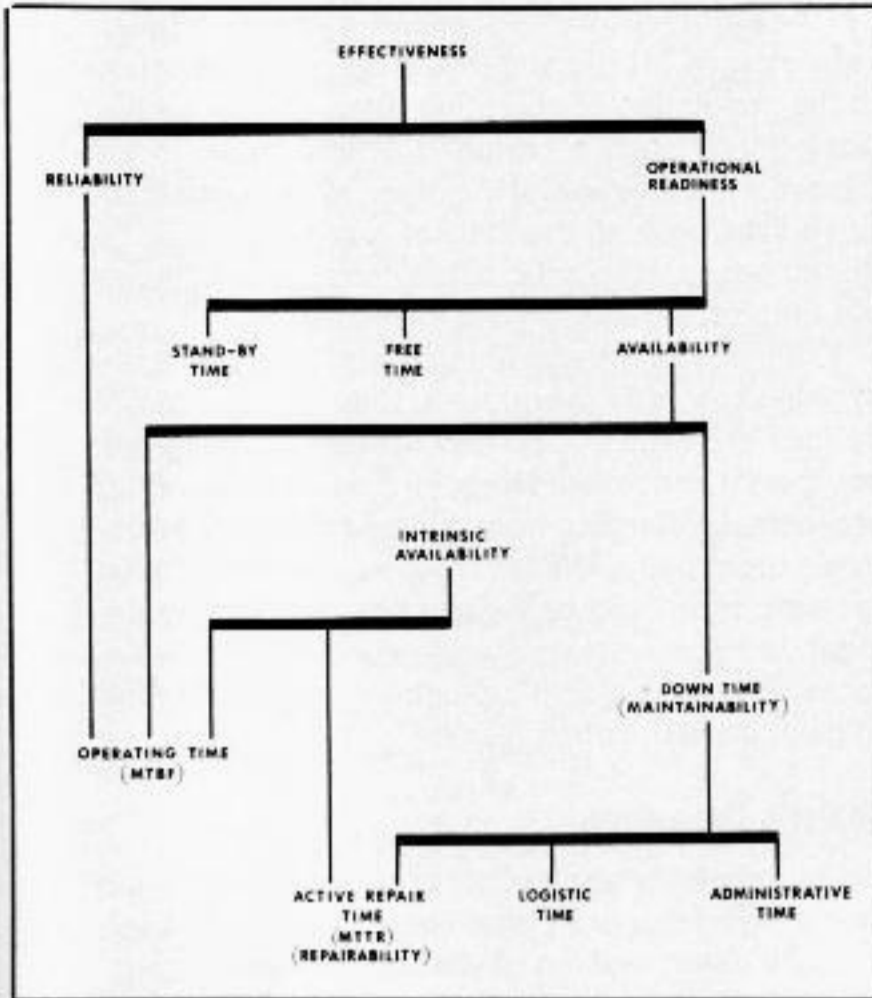 EFFECTIVENESS
RELIABILITY
OPERATIONAL
READINESS
STAND-BY
TIME
FREE
TIME
AVAILABILITY
INTRINSIC
AVAILABILITY
DOWN TIME
(MAINTAINABILITY)
OPERATING TIME
(MTBF)
ACTIVE REPAIR
TIME
(MTTR)
(REPAIRABILITY)
LOGISTIC
TIME
ADMINISTRATIVE
TIME